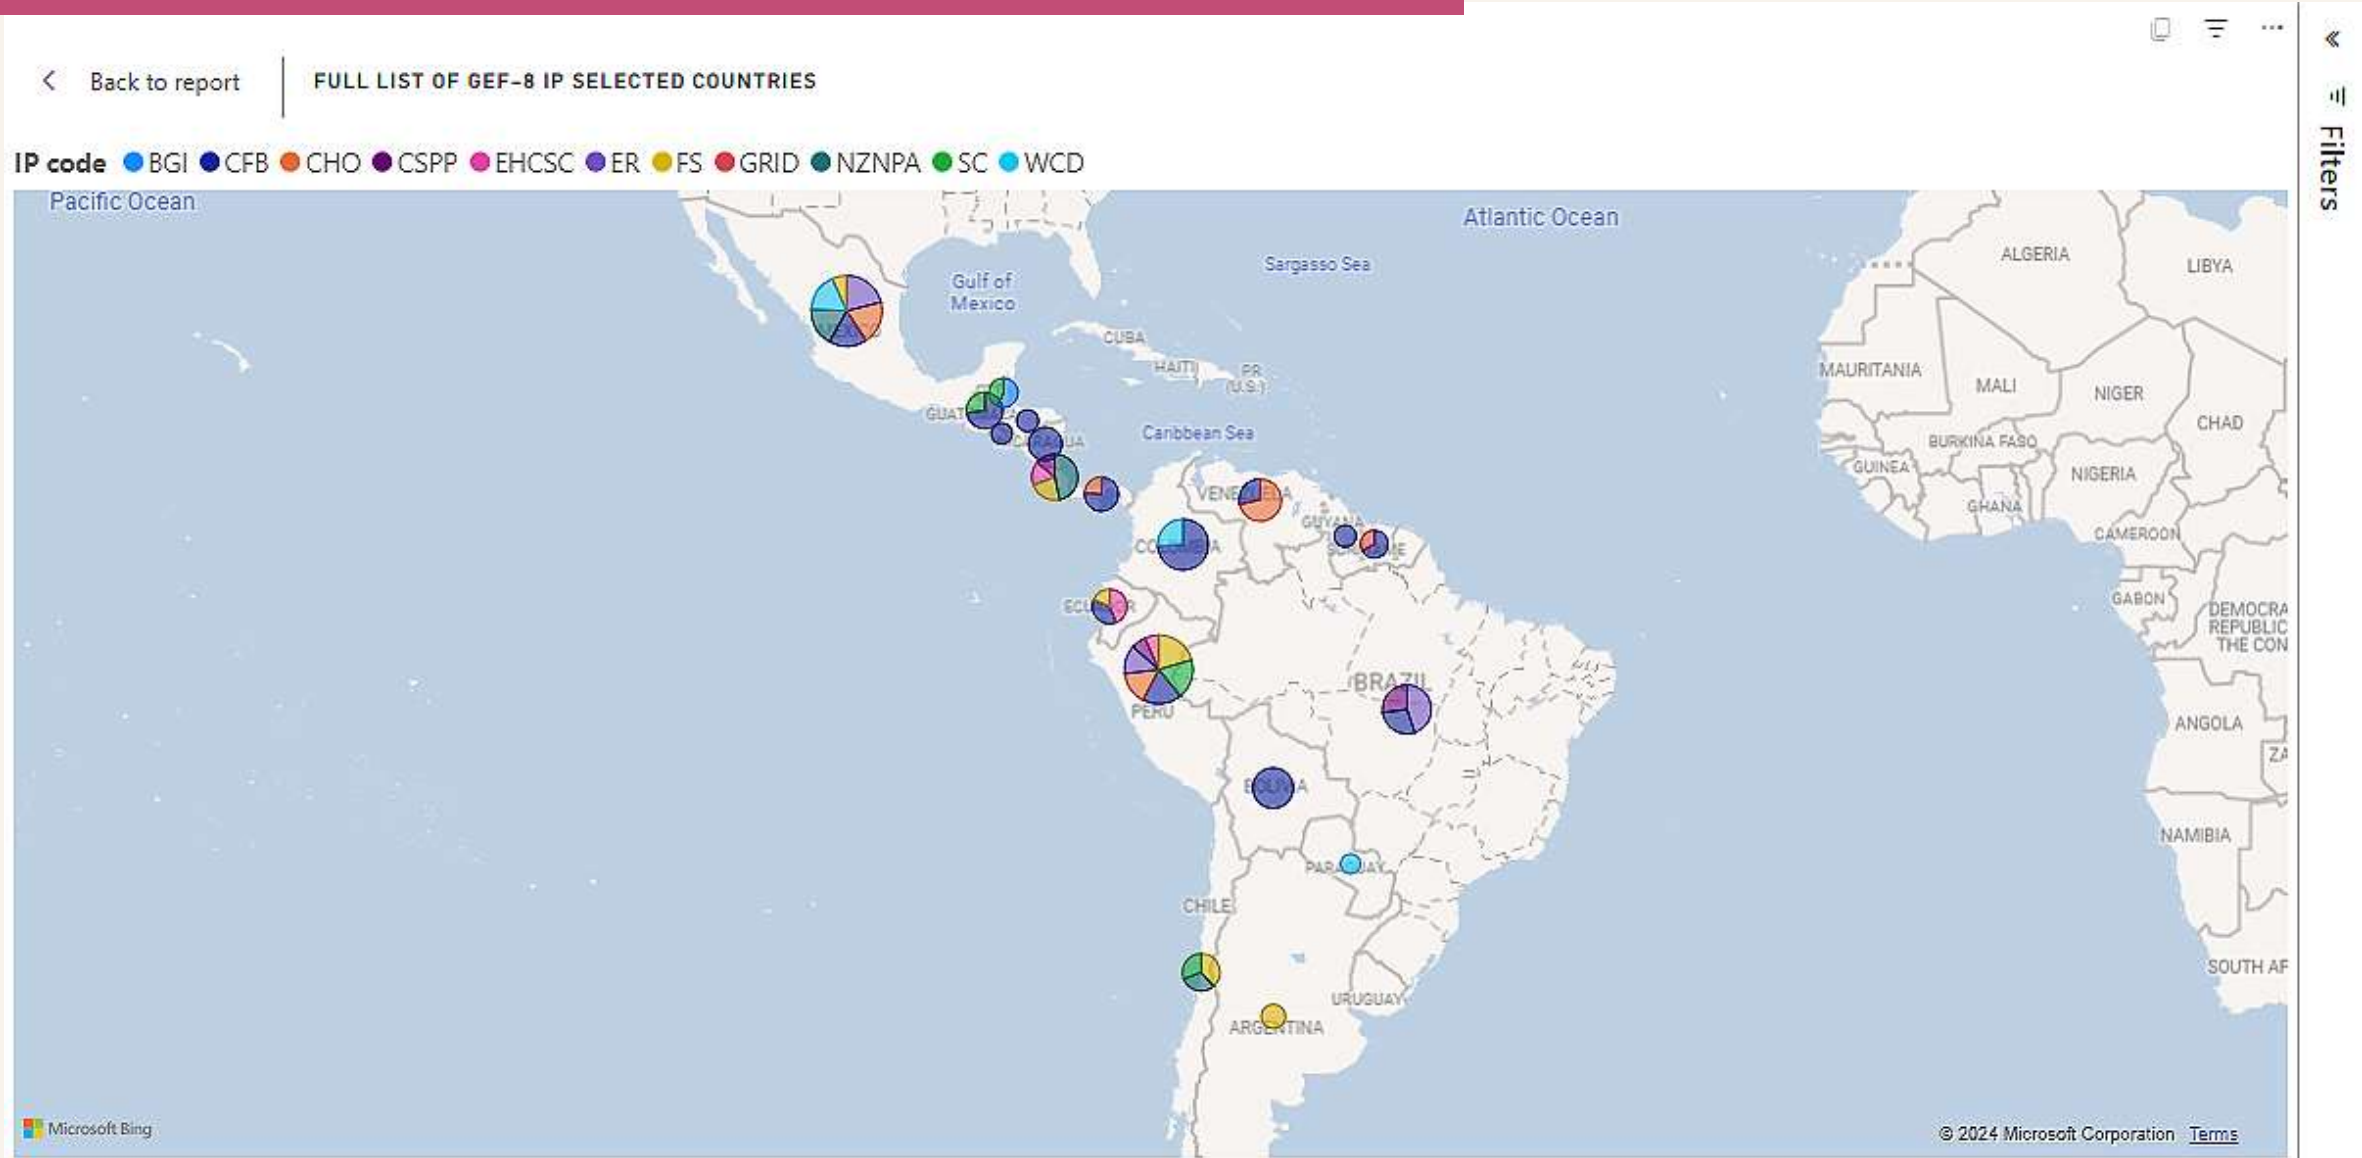 Back to report
FULL LIST OF GEF-8 IP SELECTED COUNTRIES
Filters
IP code BGI CFB CHO CSPP EHCSC ER FS GRID NZNPA SC WCD
Pacific Ocean
Atlantic Ocean
ALGERIA
LIBYA
Sargasso Sea
Gulf of
Mexico
CUBA
HAITI
PR
(U.S.)
MAURITANIA
MALI
NIGER
CHAD
Caribbean Sea
BURKINA FASO
GUINEA
NIGERIA
GHANA
CAMEROON
GUYANA
GABON
DEMOCRA
REPUBLIC
THE CON
BRAZIL
PERU
ANGOLA
ZA
BOLIVIA
NAMIBIA
CHILE
SOUTH AF
URUGUAY
ARGENTINA
Microsoft Bing
© 2024 Microsoft Corporation Terms